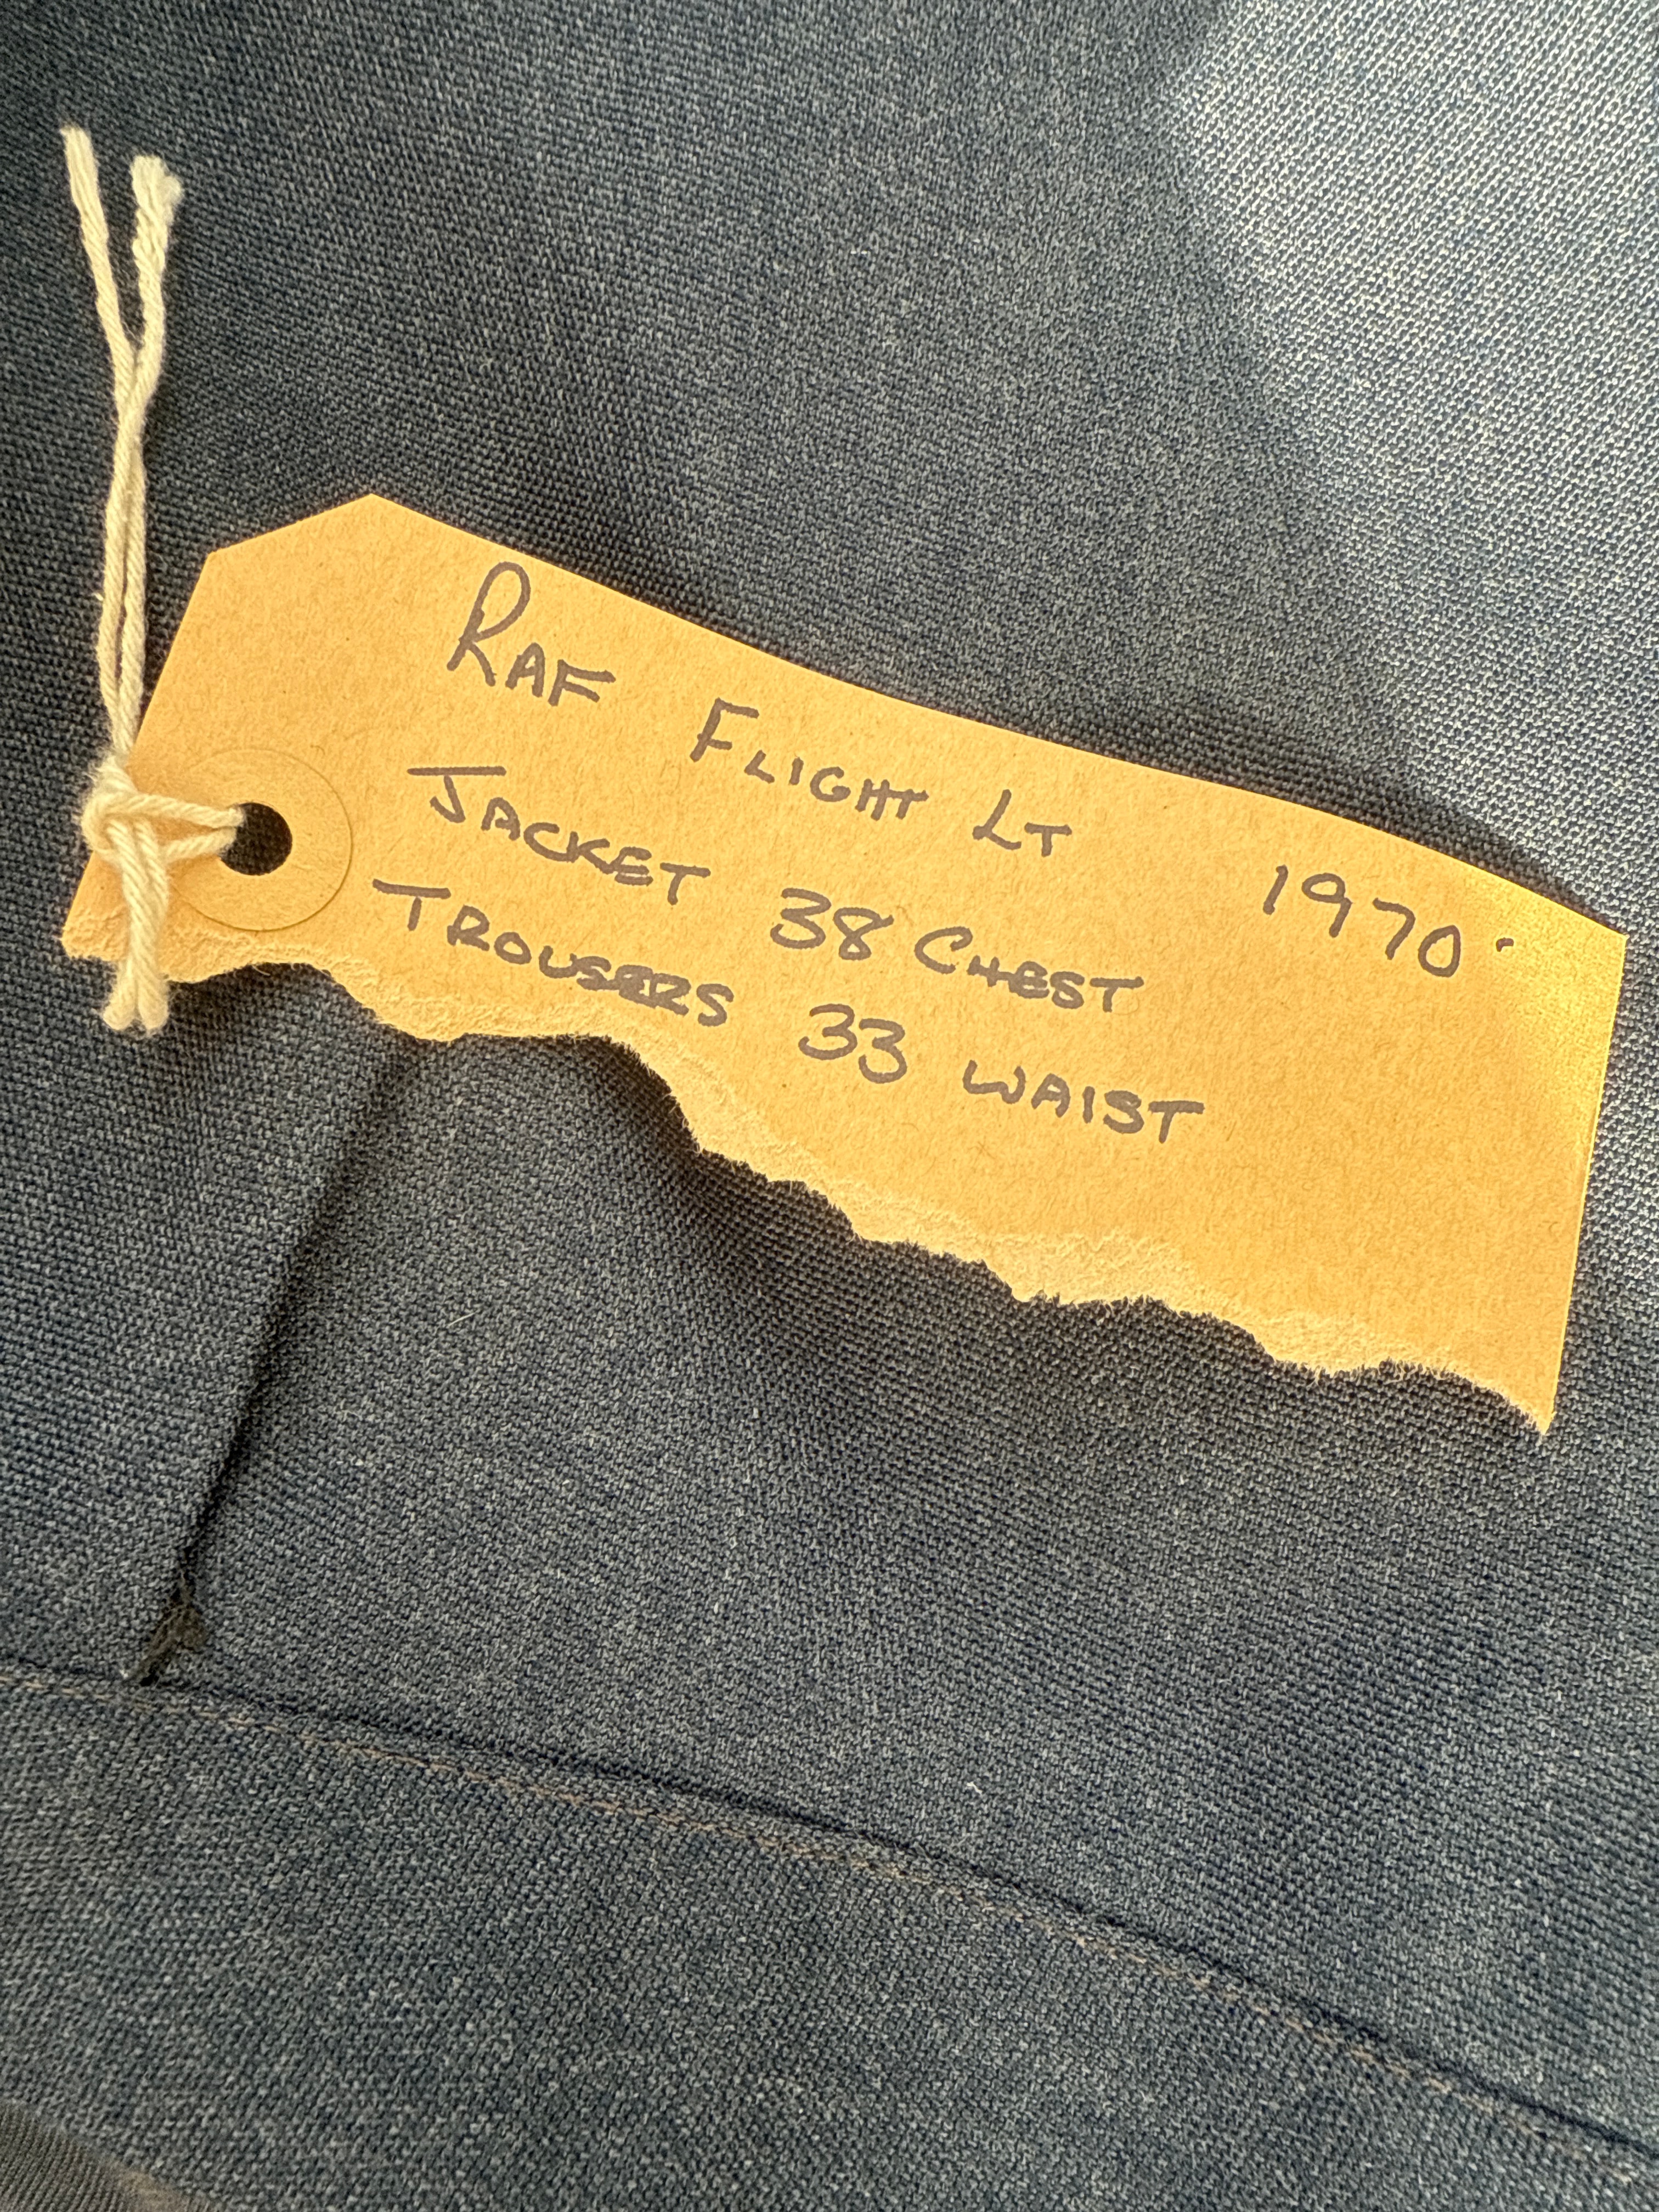 RAF FLIGHT LT 1970
JACKET 38 CHEST
TROUSERS 33 WAIST